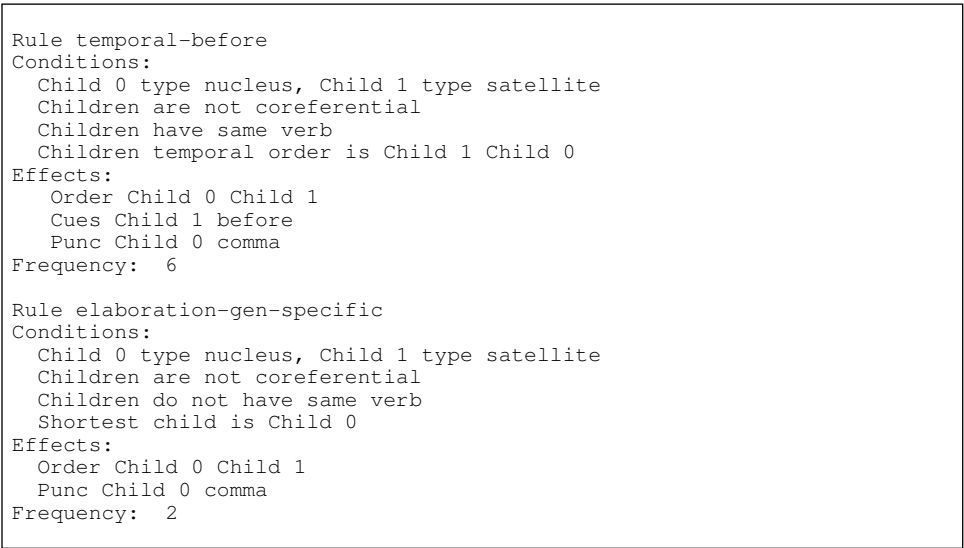 Rule temporal-before
Conditions:
  Child 0 type nucleus, Child 1 type satellite
  Children are not coreferential
  Children have same verb
  Children temporal order is Child 1 Child 0
Effects:
   Order Child 0 Child 1
   Cues Child 1 before
   Punc Child 0 comma
Frequency:  6

Rule elaboration-gen-specific
Conditions:
  Child 0 type nucleus, Child 1 type satellite
  Children are not coreferential
  Children do not have same verb
  Shortest child is Child 0
Effects:
  Order Child 0 Child 1
  Punc Child 0 comma
Frequency:  2